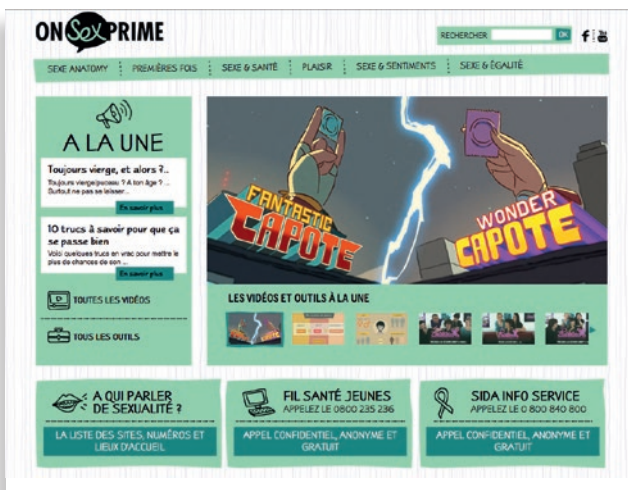 ON Sex PRIME
RECHERCHER OK
SEXE ANATOMY PREMIÈRES FOIS SEXE & SANTÉ PLAISIR SEXE & SENTIMENTS SEXE & ÉGALITÉ
A LA UNE
Toujours vierge, et alors ?..
Toujours vierge/puceau ? A ton âge ? ...
Surtout ne pas se laisser...
En savoir plus
10 trucs à savoir pour que ça
se passe bien
Voici quelques trucs en vrac pour mettre le
plus de chances de son ...
En savoir plus
TOUTES LES VIDÉOS
TOUS LES OUTILS
FANTASTIC
CAPOTE
WONDER
CAPOTE
LES VIDÉOS ET OUTILS À LA UNE
A QUI PARLER
DE SEXUALITÉ ?
LA LISTE DES SITES, NUMÉROS ET
LIEUX D'ACCUEIL
FIL SANTÉ JEUNES
APPELEZ LE 0800 235 236
APPEL CONFIDENTIEL, ANONYME ET
GRATUIT
SIDA INFO SERVICE
APPELEZ LE 0 800 840 800
APPEL CONFIDENTIEL, ANONYME ET
GRATUIT